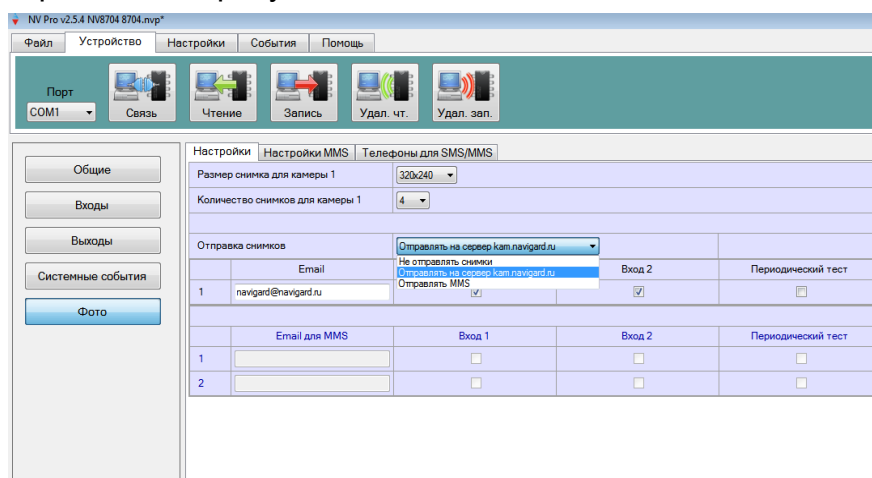 NV Pro v2.5.4 NV8704 8704.nvp*
Файл Устройство Настройки События Помощь
Порт
COM1 Связь Чтение Запись Удал. чт. Удал. зап.
Настройки Настройки MMS Телефоны для SMS/MMS
Общие
Входы
Выходы
Системные события
Фото
Размер снимка для камеры 1 320x240
Количество снимков для камеры 1 4
Отправка снимков Отправлять на сервер kam.navigard.ru
Не отправлять снимки
Отправлять на сервер kam.navigard.ru
Отправлять MMS
Email Вход 2 Периодический тест
1 navigard@navigard.ru
Email для MMS Вход 1 Вход 2 Периодический тест
1
2